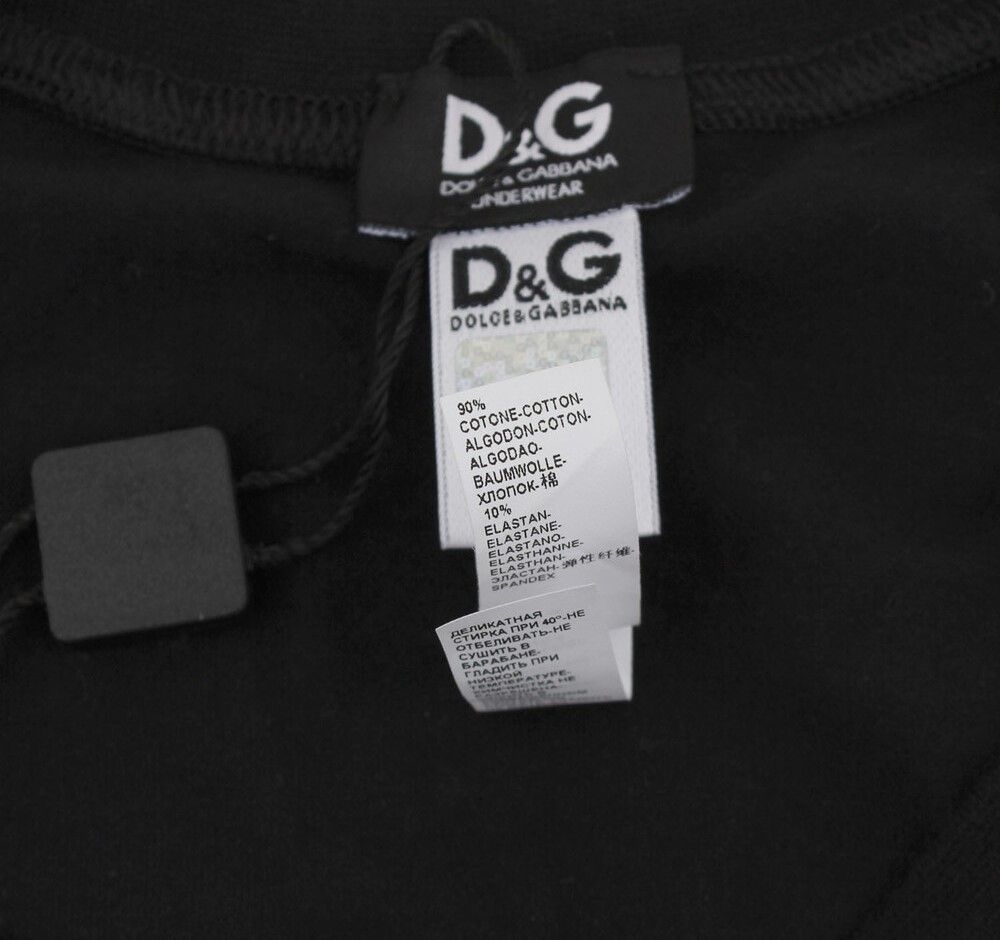 D&G
DOLCE & GABBANA
UNDERWEAR
D&G
DOLCE&GABBANA
90%
COTONE-COTTON-
ALGODON-COTON-
ALGODAO-
BAUMWOLLE-
ХЛОПОК-棉
10%
ELASTAN-
ELASTANE-
ELASTANO-
ELASTHANNE-
ELASTHAN-
ЭЛАСТАН-弹性纤维-
SPANDEX
ДЕЛИКАТНАЯ
СТИРКА ПРИ 40°-НЕ
ОТБЕЛИВАТЬ-НЕ
СУШИТЬ В
БАРАБАНЕ-
ГЛАДИТЬ ПРИ
НИЗКОЙ
ТЕМПЕРАТУРЕ-
ХИМЧИСТКА НЕ